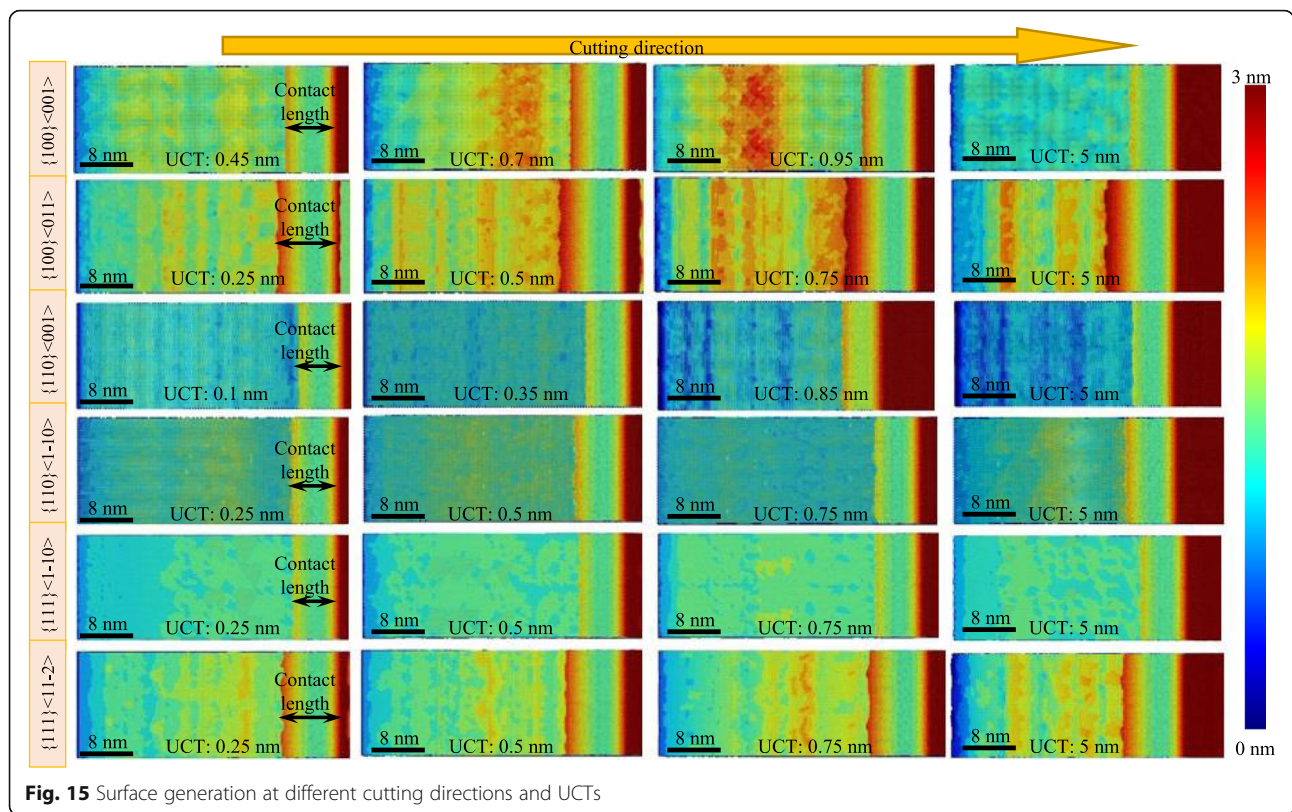 Cutting direction
{100}<001>
Contact
length
8 nm
UCT: 0.45 nm
8 nm
UCT: 0.7 nm
8 nm
UCT: 0.95 nm
8 nm
UCT: 5 nm
3 nm
{100}<011>
Contact
length
8 nm
UCT: 0.25 nm
8 nm
UCT: 0.5 nm
8 nm
UCT: 0.75 nm
8 nm
UCT: 5 nm
{110}<001>
Contact
length
8 nm
UCT: 0.1 nm
8 nm
UCT: 0.35 nm
8 nm
UCT: 0.85 nm
8 nm
UCT: 5 nm
{110}<1-10>
Contact
length
8 nm
UCT: 0.25 nm
8 nm
UCT: 0.5 nm
8 nm
UCT: 0.75 nm
8 nm
UCT: 5 nm
{111}<1-10>
Contact
length
8 nm
UCT: 0.25 nm
8 nm
UCT: 0.5 nm
8 nm
UCT: 0.75 nm
8 nm
UCT: 5 nm
{111}<11-2>
Contact
length
8 nm
UCT: 0.25 nm
8 nm
UCT: 0.5 nm
8 nm
UCT: 0.75 nm
8 nm
UCT: 5 nm
0 nm
Fig. 15 Surface generation at different cutting directions and UCTs